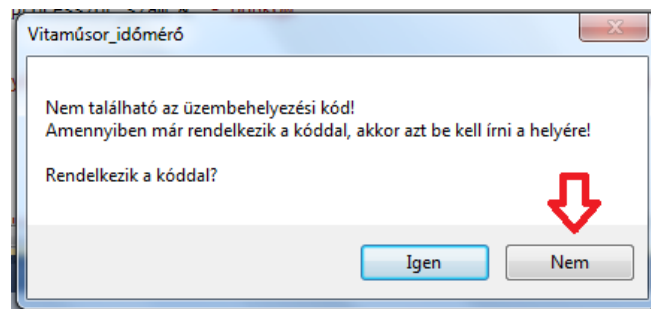 Vitaműsor_időmérő
Nem található az üzembehelyezési kód!
Amennyiben már rendelkezik a kóddal, akkor azt be kell írni a helyére!
Rendelkezik a kóddal?
Igen
Nem